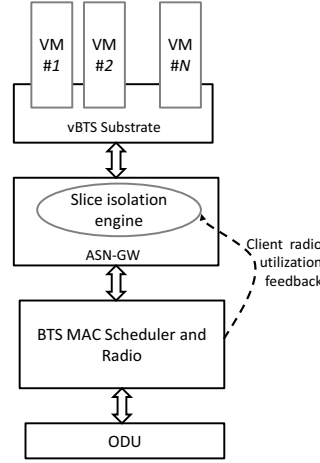 VM
#1
VM
#2
VM
#N
vBTS Substrate
Slice isolation
engine
ASN-GW
Client radio
utilization
feedback
BTS MAC Scheduler and
Radio
ODU